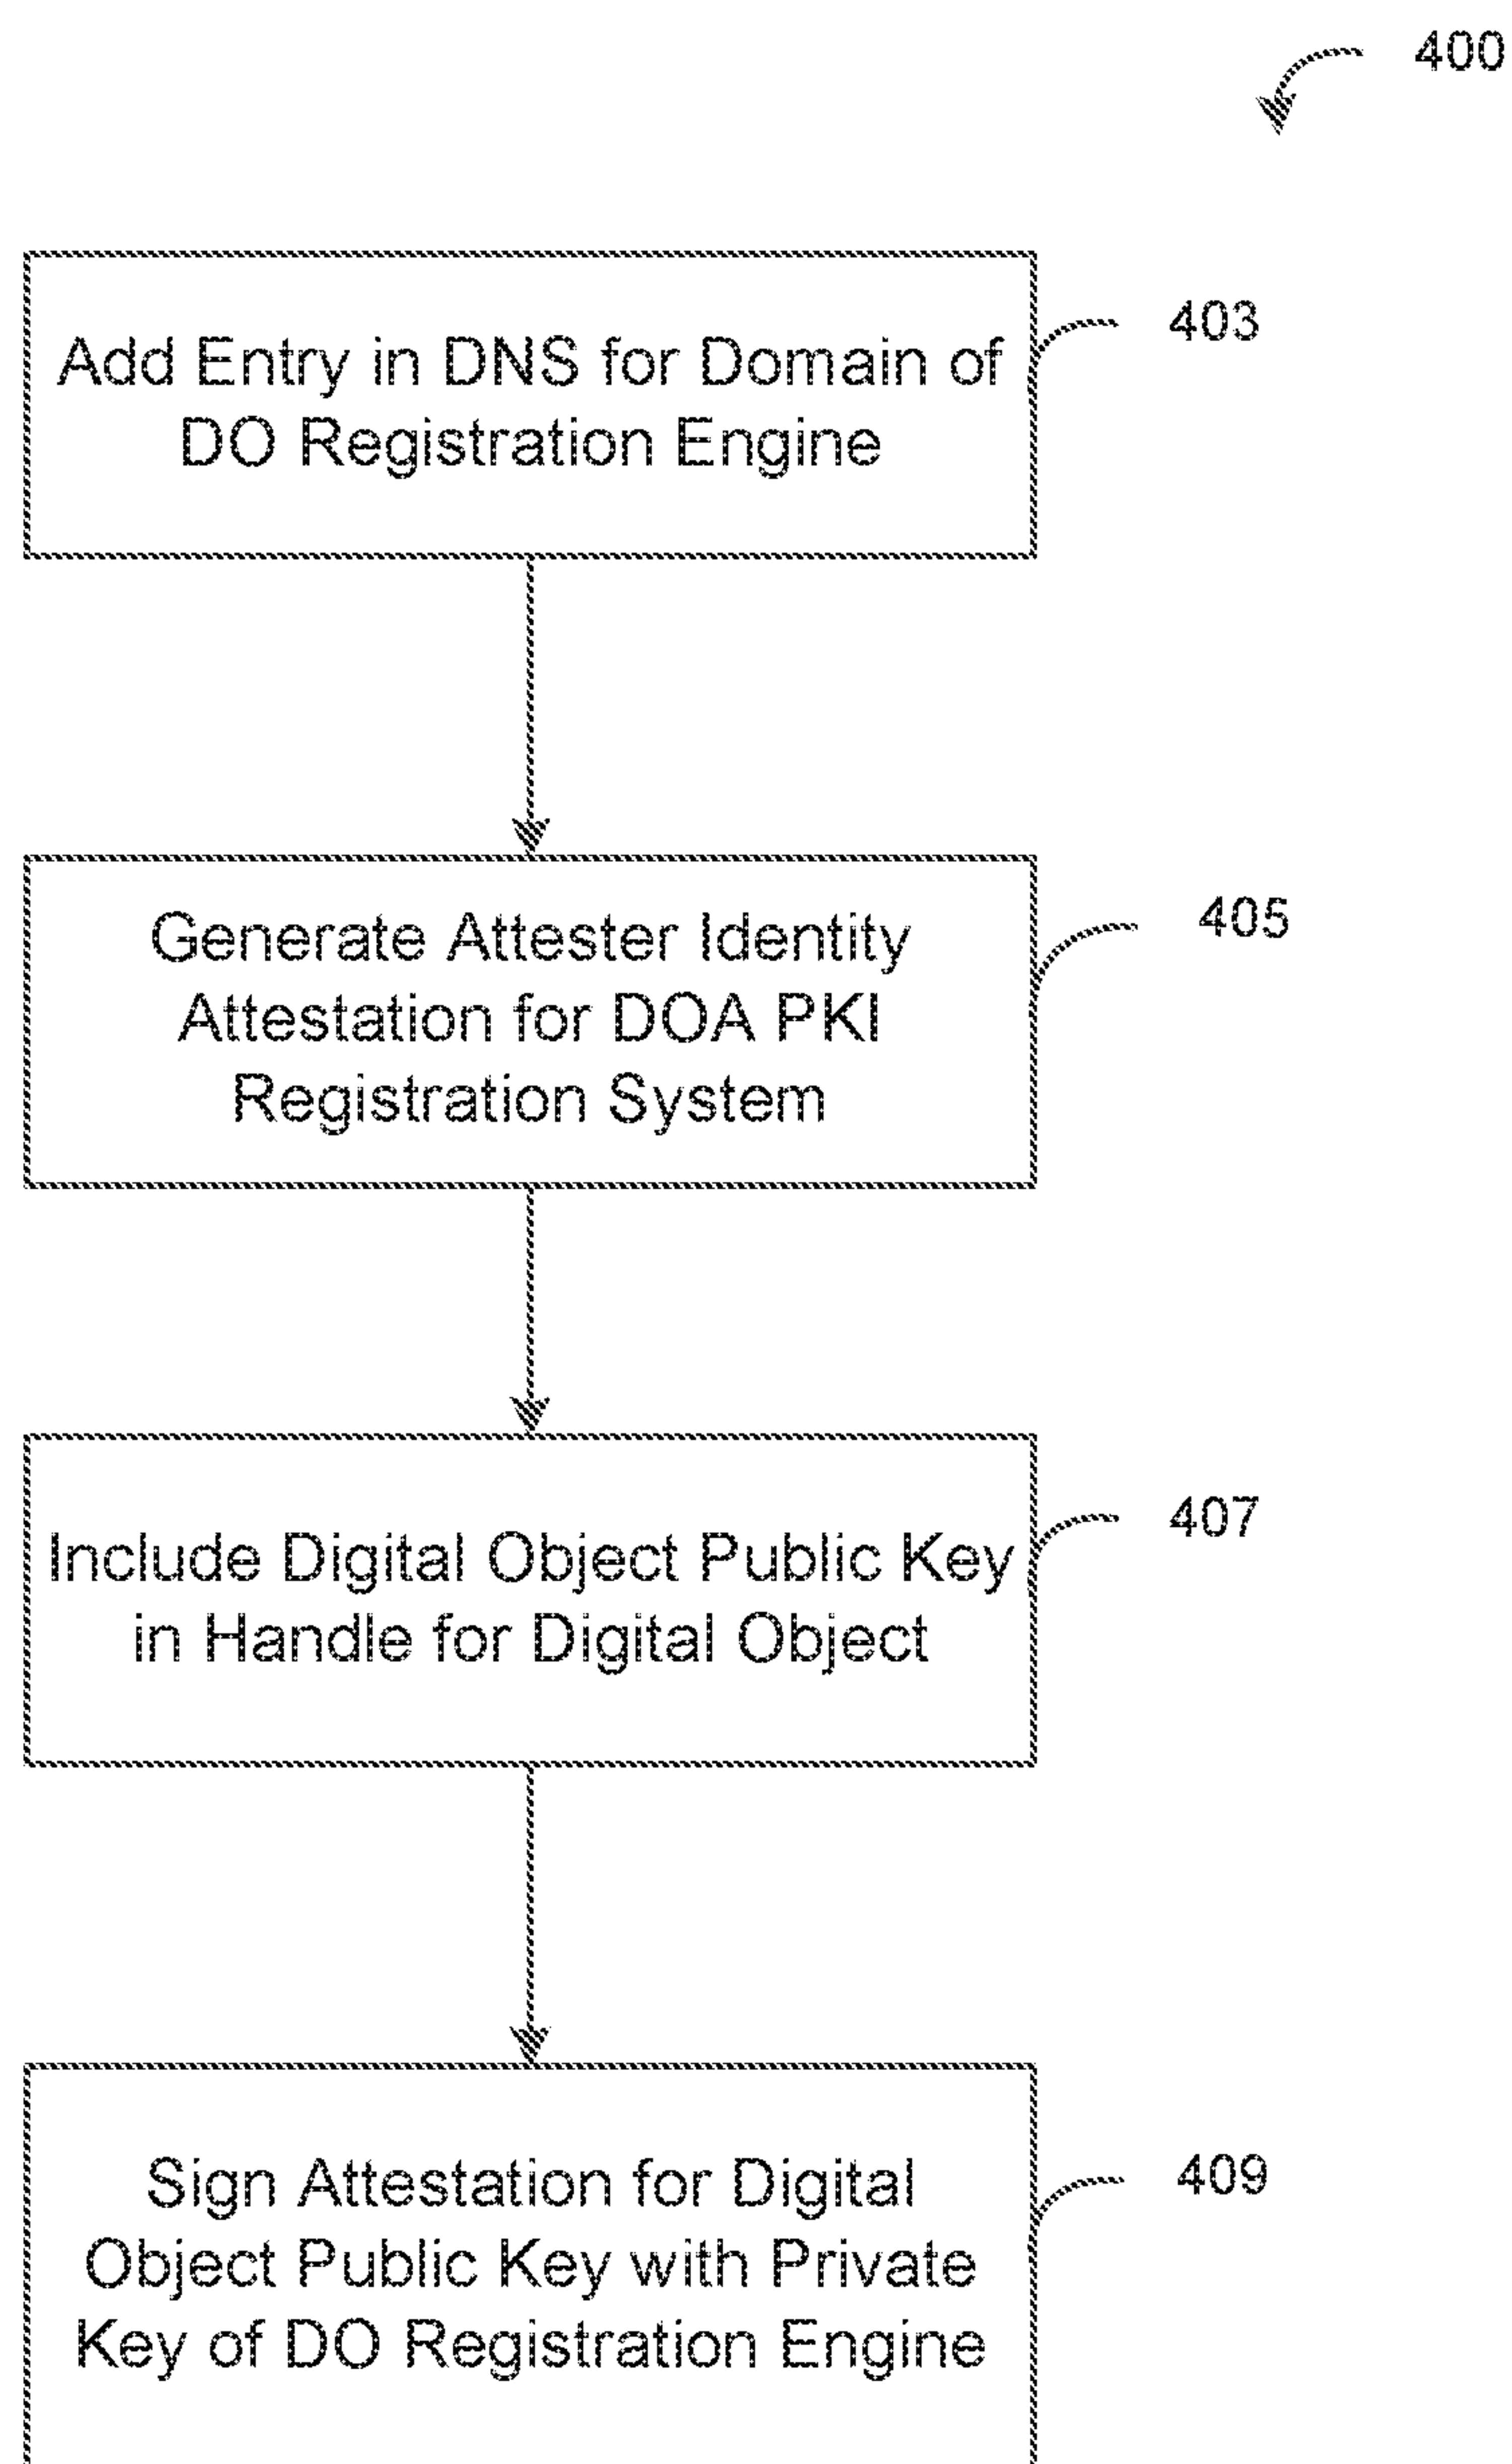 400
Add Entry in DNS for Domain of
DO Registration Engine
403
Generate Attester Identity
Attestation for DOA PKI
Registration System
405
Include Digital Object Public Key
in Handle for Digital Object
407
Sign Attestation for Digital
Object Public Key with Private
Key of DO Registration Engine
409